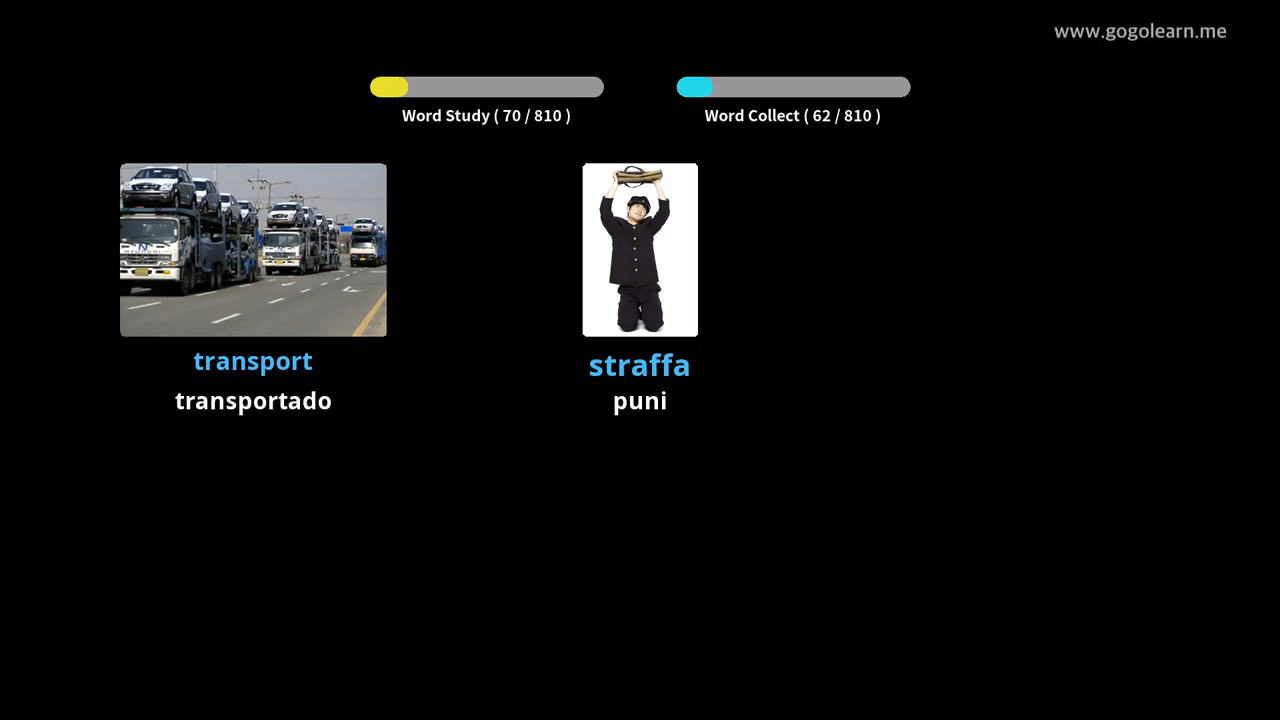 www.gogolearn.me
Word Study ( 70 / 810 )
Word Collect ( 62 / 810 )
transport
transportado
straffa
puni